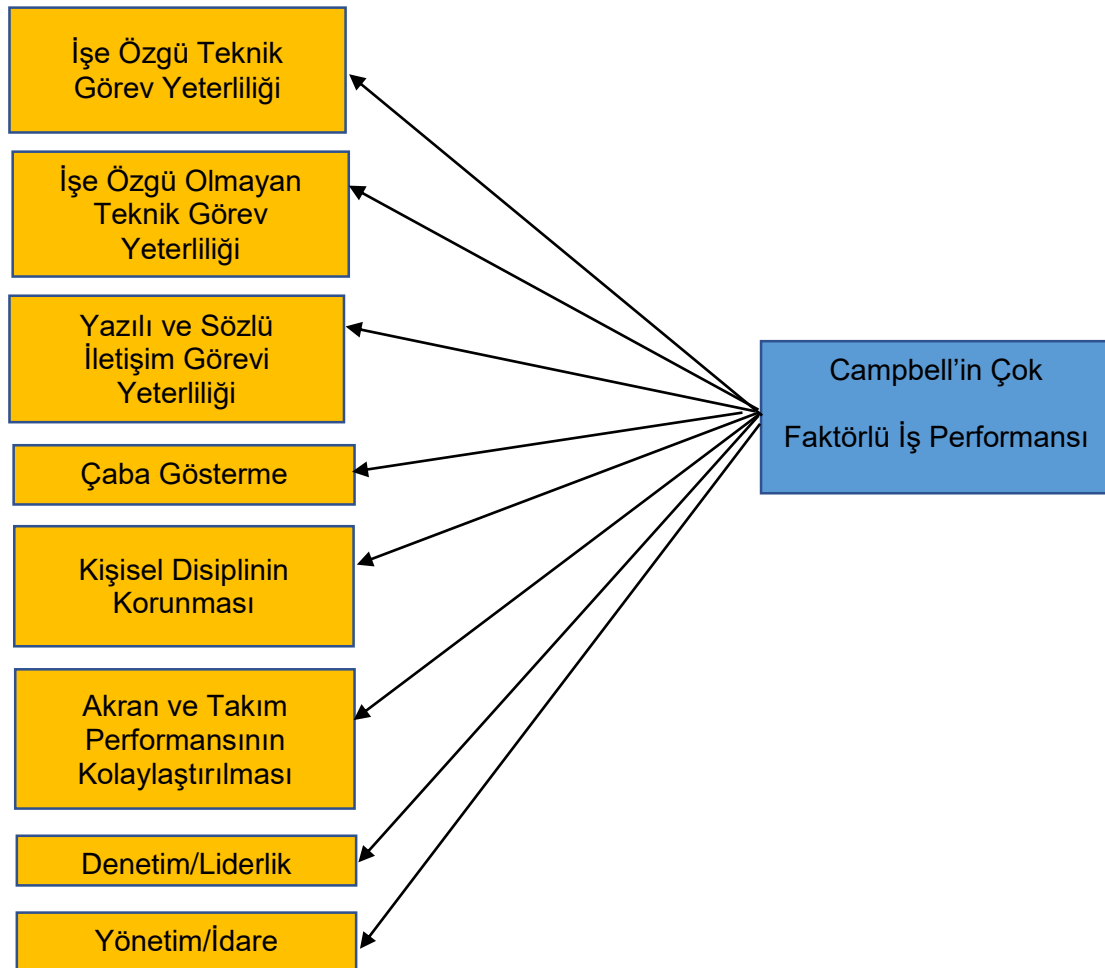 İşe Özgü Teknik
Görev Yeterliliği
İşe Özgü Olmayan
Teknik Görev
Yeterliliği
Yazılı ve Sözlü
İletişim Görevi
Yeterliliği
Çaba Gösterme
Kişisel Disiplinin
Korunması
Akran ve Takım
Performansının
Kolaylaştırılması
Denetim/Liderlik
Yönetim/İdare
Campbell’in Çok
Faktörlü İş Performansı